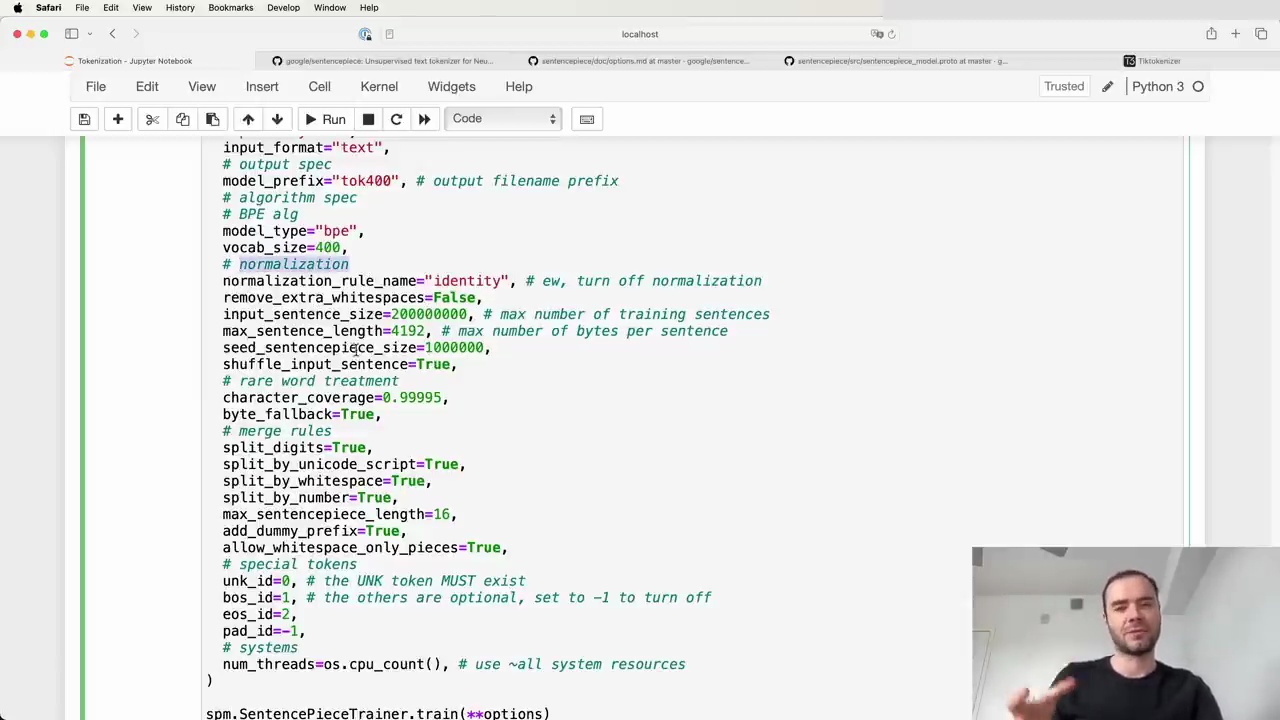 Safari File Edit View History Bookmarks Develop Window Help
localhost
Tokenization - Jupyter Notebook
google/sentencepiece: Unsupervised text tokenizer for Neu...
sentencepiece/doc/options.md at master · google/sentence...
sentencepiece/src/sentencepiece_model.proto at master · g...
Tiktokenizer
File Edit View Insert Cell Kernel Widgets Help
Trusted
Python 3
Run
Code
input_format="text",
# output spec
model_prefix="tok400", # output filename prefix
# algorithm spec
# BPE alg
model_type="bpe",
vocab_size=400,
# normalization
normalization_rule_name="identity", # ew, turn off normalization
remove_extra_whitespaces=False,
input_sentence_size=200000000, # max number of training sentences
max_sentence_length=4192, # max number of bytes per sentence
seed_sentencepiece_size=1000000,
shuffle_input_sentence=True,
# rare word treatment
character_coverage=0.99995,
byte_fallback=True,
# merge rules
split_digits=True,
split_by_unicode_script=True,
split_by_whitespace=True,
split_by_number=True,
max_sentencepiece_length=16,
add_dummy_prefix=True,
allow_whitespace_only_pieces=True,
# special tokens
unk_id=0, # the UNK token MUST exist
bos_id=1, # the others are optional, set to -1 to turn off
eos_id=2,
pad_id=-1,
# systems
num_threads=os.cpu_count(), # use ~all system resources
)
spm.SentencePieceTrainer.train(**options)